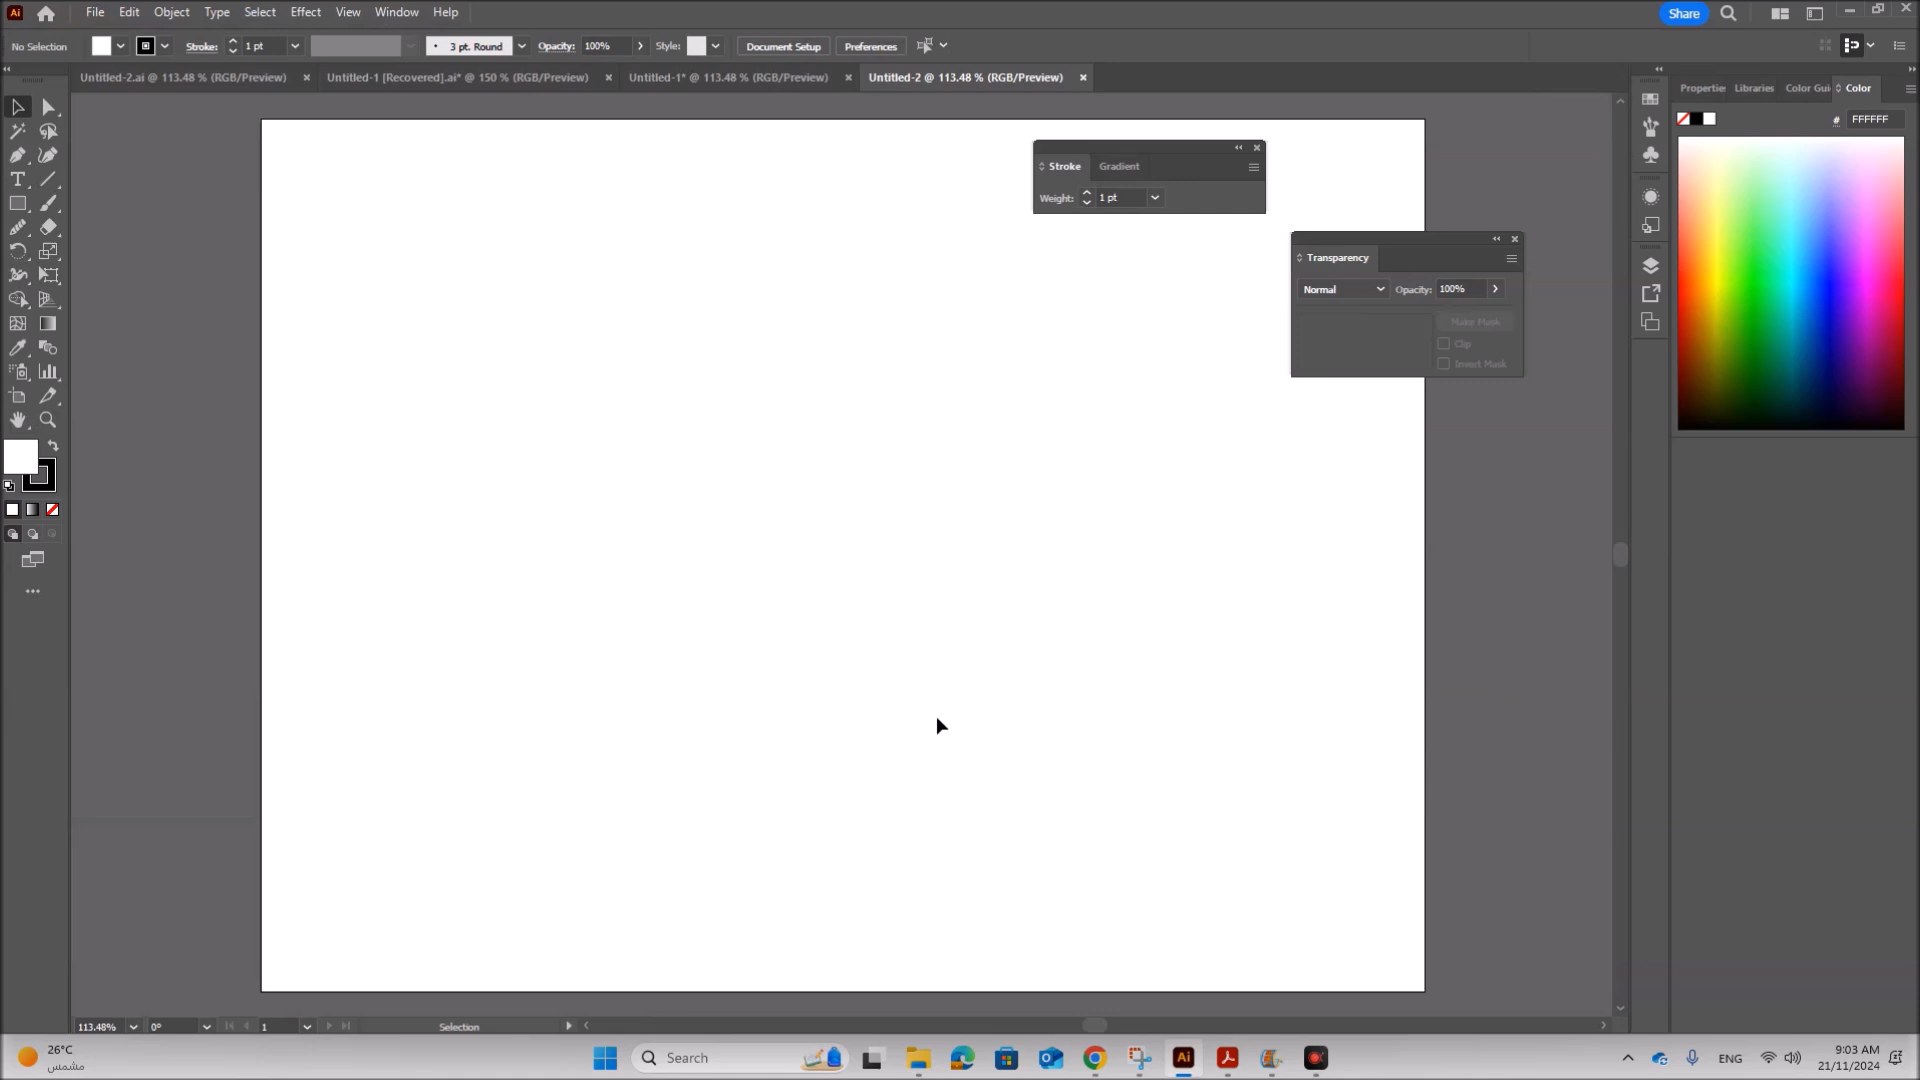 Ai File Edit Object Type Select Effect View Window Help Share
No Selection Stroke: 1 pt 3 pt. Round Opacity: 100% Style: Document Setup Preferences
Untitled-2.ai @ 113.48 % (RGB/Preview) Untitled-1 [Recovered].ai* @ 150 % (RGB/Preview) Untitled-1* @ 113.48 % (RGB/Preview) Untitled-2 @ 113.48 % (RGB/Preview)
Propertie Libraries Color Gui Color
# FFFFFF
Stroke Gradient
Weight: 1 pt
Transparency
Normal Opacity: 100%
Make Mask
Clip
Invert Mask
113.48% 0° 1 Selection
26°C
مشمس
Search
Ai
ENG
9:03 AM
21/11/2024